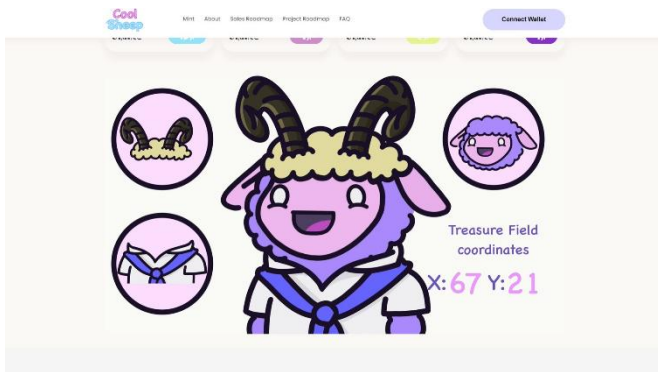 Cool
Sheep
Mint About Sales Roadmap Project Roadmap FAQ
Connect Wallet
Treasure Field
coordinates
X:67 Y:21